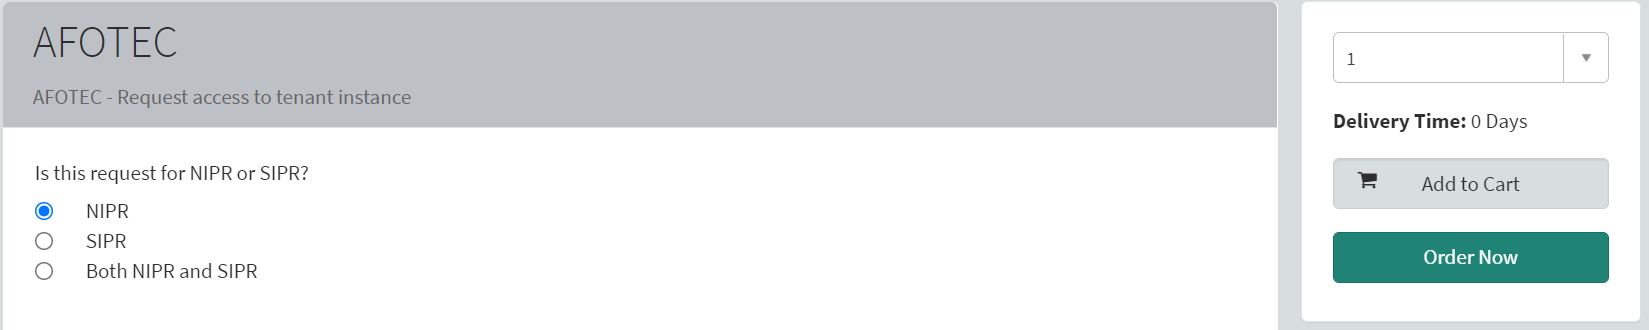 AFOTEC
AFOTEC - Request access to tenant instance
Is this request for NIPR or SIPR?
NIPR
SIPR
Both NIPR and SIPR
1
Delivery Time: 0 Days
Add to Cart
Order Now